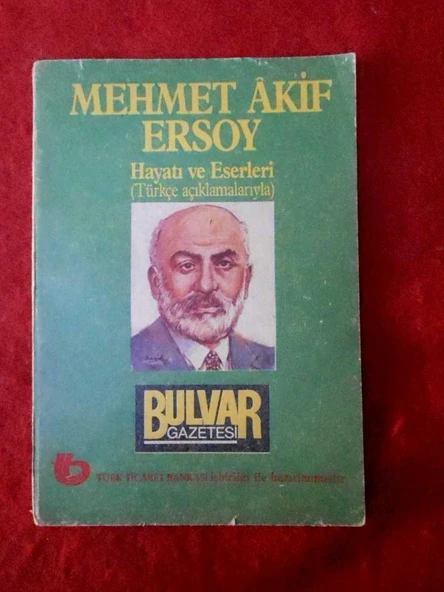 MEHMET ÂKİF
ERSOY
Hayatı ve Eserleri
(Türkçe açıklamalarıyla)
BULVAR
GAZETESİ
TÜRK TİCARET BANKASI işbirliği ile hazırlanmıştır